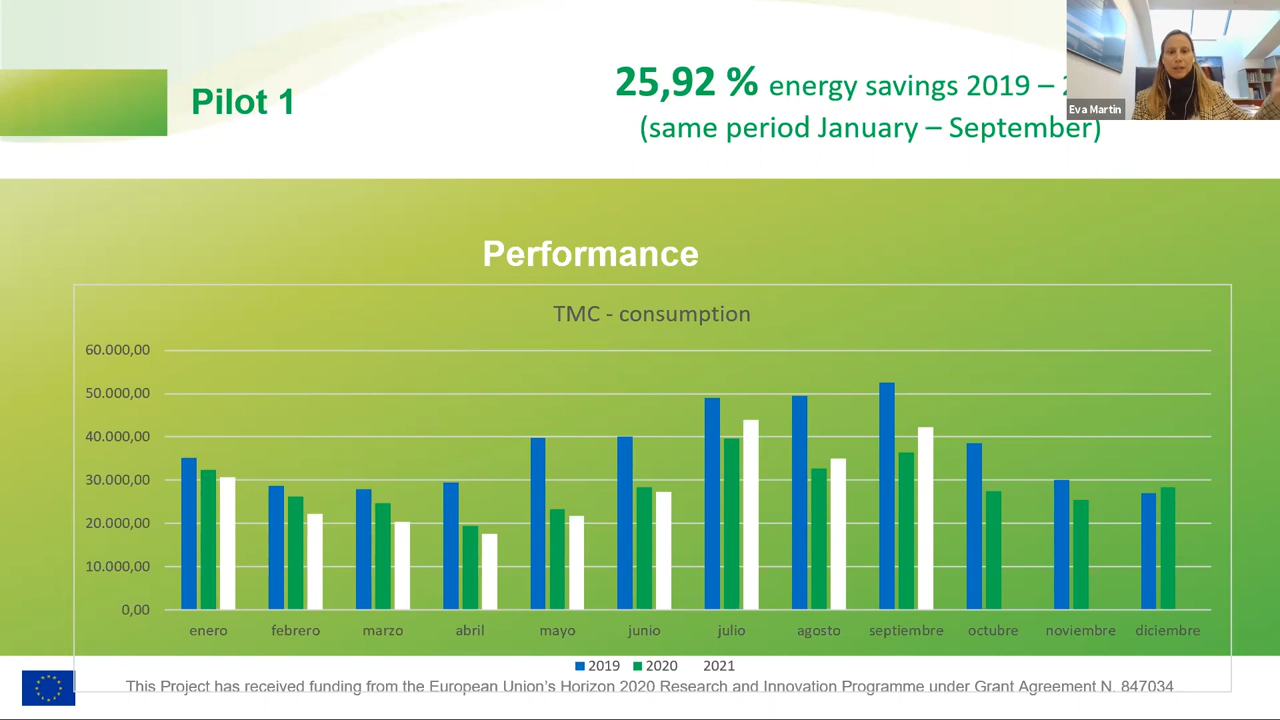 Pilot 1
25,92 % energy savings 2019 –
(same period January – September)
Eva Martin
Performance
TMC - consumption
60.000,00
50.000,00
40.000,00
30.000,00
20.000,00
10.000,00
0,00
enero febrero marzo abril mayo junio julio agosto septiembre octubre noviembre diciembre
2019 2020 2021
This Project has received funding from the European Union's Horizon 2020 Research and Innovation Programme under Grant Agreement N. 847034